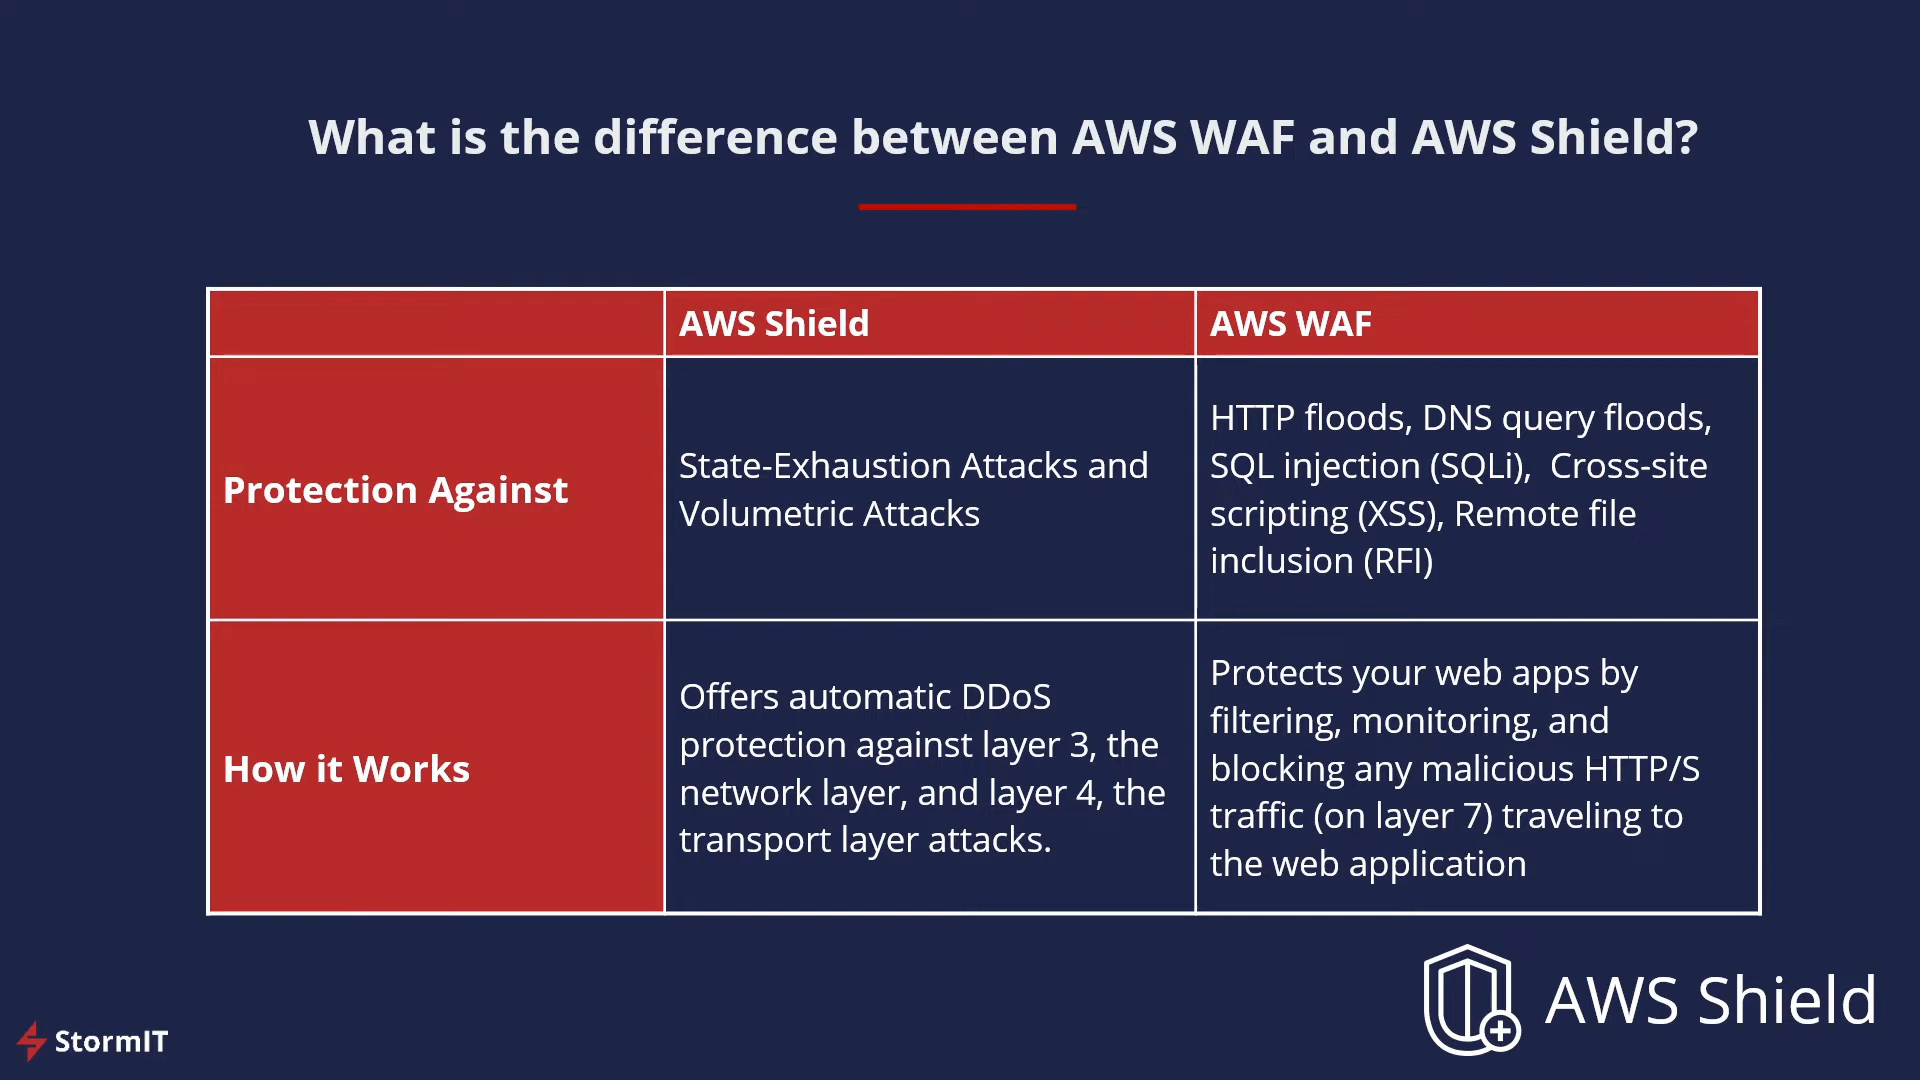 What is the difference between AWS WAF and AWS Shield?
AWS Shield
AWS WAF
Protection Against
State-Exhaustion Attacks and
Volumetric Attacks
HTTP floods, DNS query floods,
SQL injection (SQLi),  Cross-site
scripting (XSS), Remote file
inclusion (RFI)
How it Works
Offers automatic DDoS
protection against layer 3, the
network layer, and layer 4, the
transport layer attacks.
Protects your web apps by
filtering, monitoring, and
blocking any malicious HTTP/S
traffic (on layer 7) traveling to
the web application
StormIT
AWS Shield